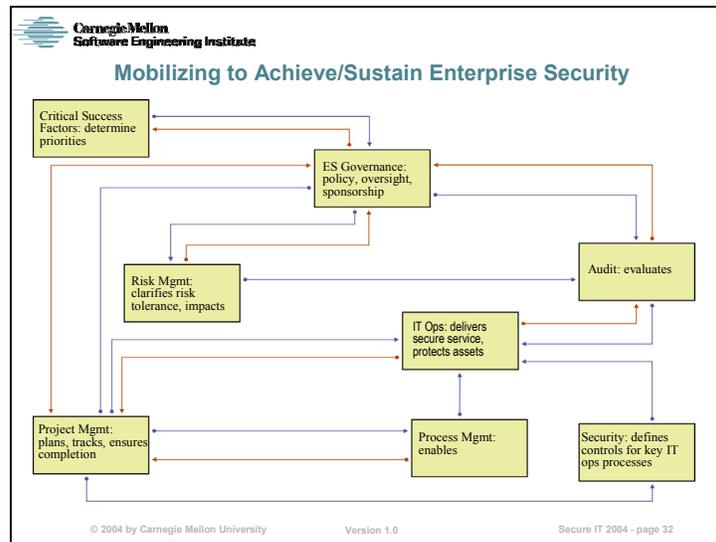 Carnegie Mellon
Software Engineering Institute
Mobilizing to Achieve/Sustain Enterprise Security
Critical Success
Factors: determine
priorities
ES Governance:
policy, oversight,
sponsorship
Risk Mgmt:
clarifies risk
tolerance, impacts
Audit: evaluates
IT Ops: delivers
secure service,
protects assets
Project Mgmt:
plans, tracks, ensures
completion
Process Mgmt:
enables
Security: defines
controls for key IT
ops processes
© 2004 by Carnegie Mellon University
Version 1.0
Secure IT 2004 - page 32